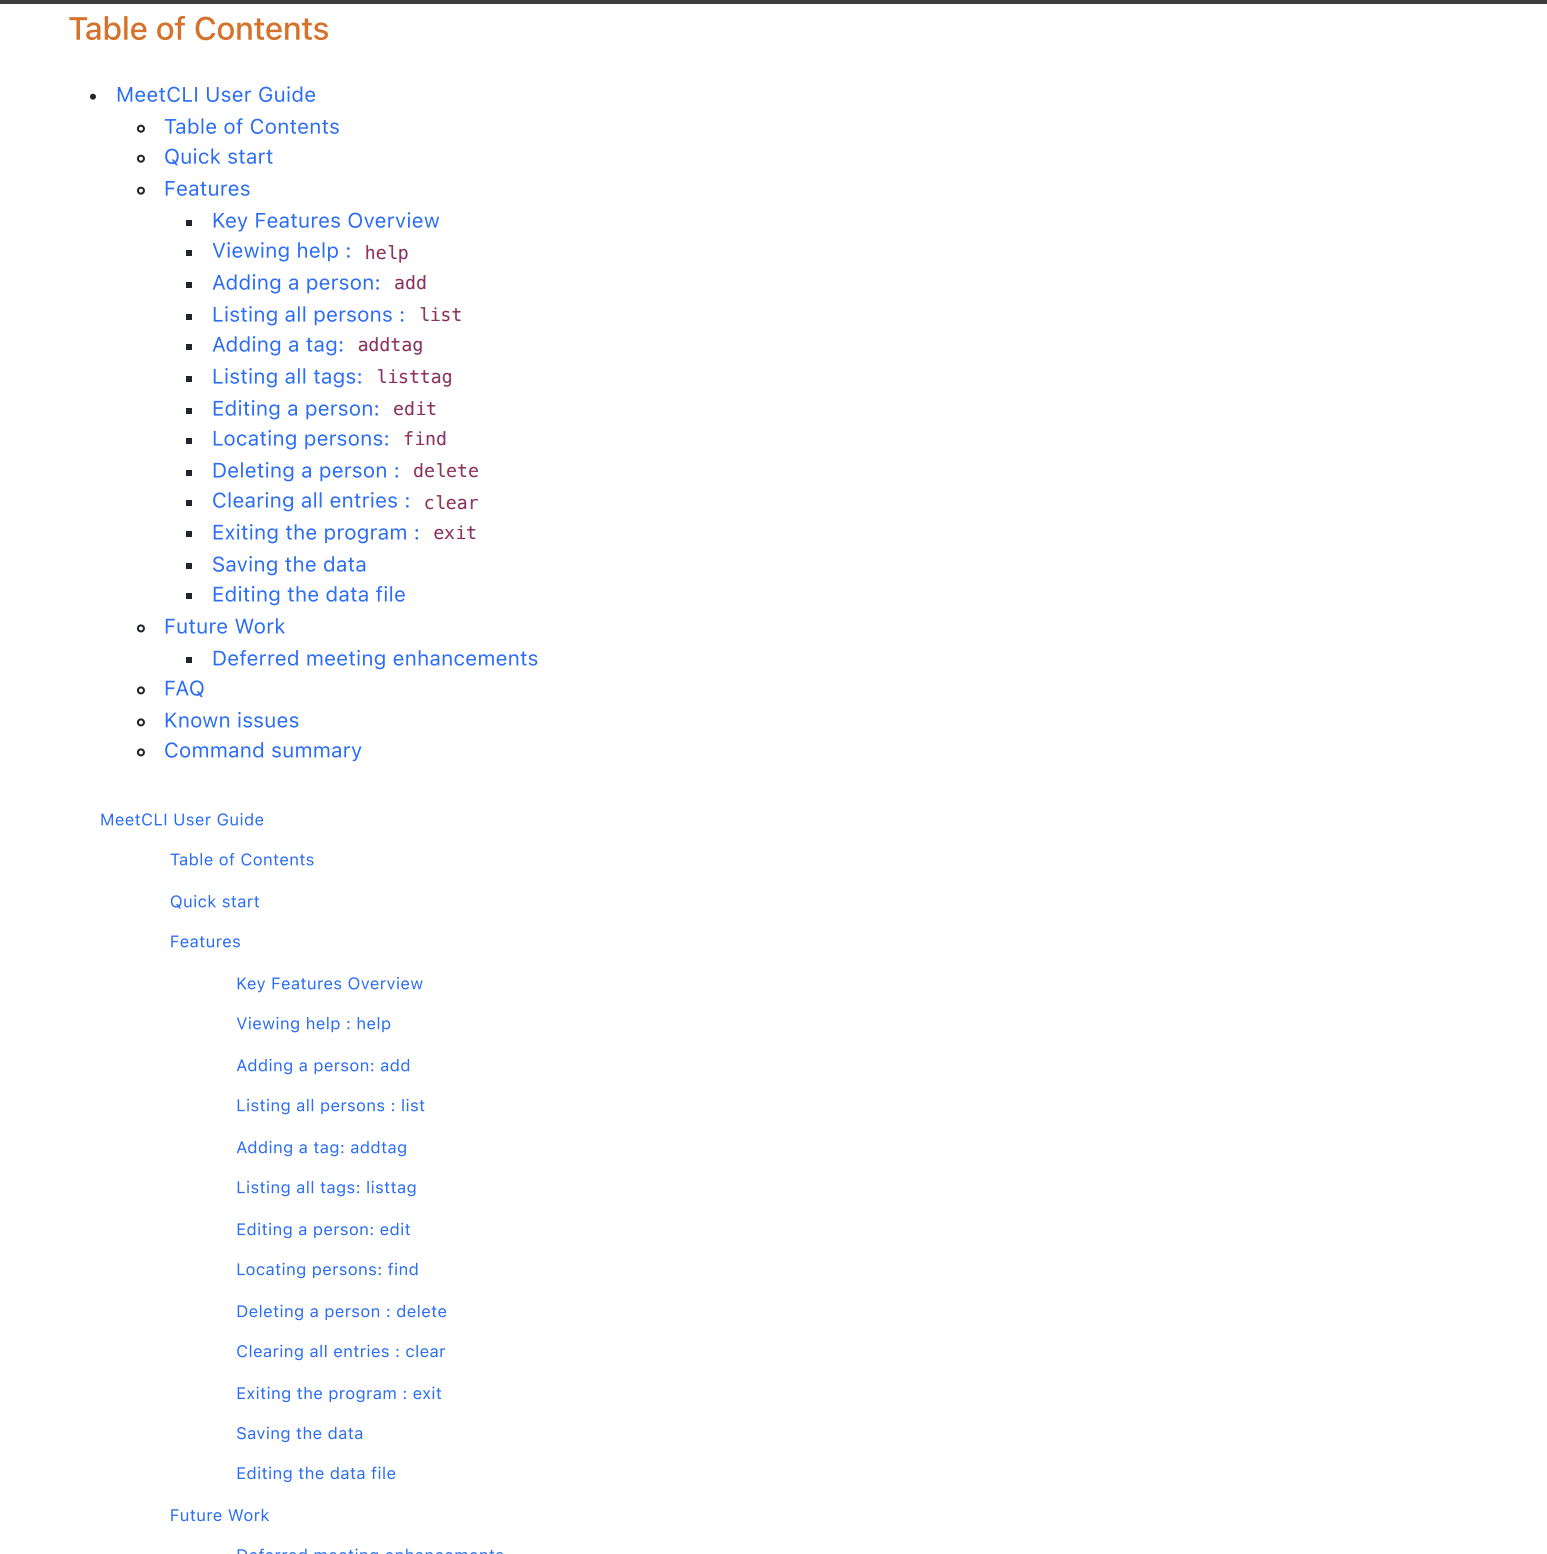 Table of Contents
MeetCLI User Guide
Table of Contents
Quick start
Features
Key Features Overview
Viewing help : help
Adding a person: add
Listing all persons : list
Adding a tag: addtag
Listing all tags: listtag
Editing a person: edit
Locating persons: find
Deleting a person : delete
Clearing all entries : clear
Exiting the program : exit
Saving the data
Editing the data file
Future Work
Deferred meeting enhancements
FAQ
Known issues
Command summary
MeetCLI User Guide
Table of Contents
Quick start
Features
Key Features Overview
Viewing help : help
Adding a person: add
Listing all persons : list
Adding a tag: addtag
Listing all tags: listtag
Editing a person: edit
Locating persons: find
Deleting a person : delete
Clearing all entries : clear
Exiting the program : exit
Saving the data
Editing the data file
Future Work
Deferred meeting enhancements